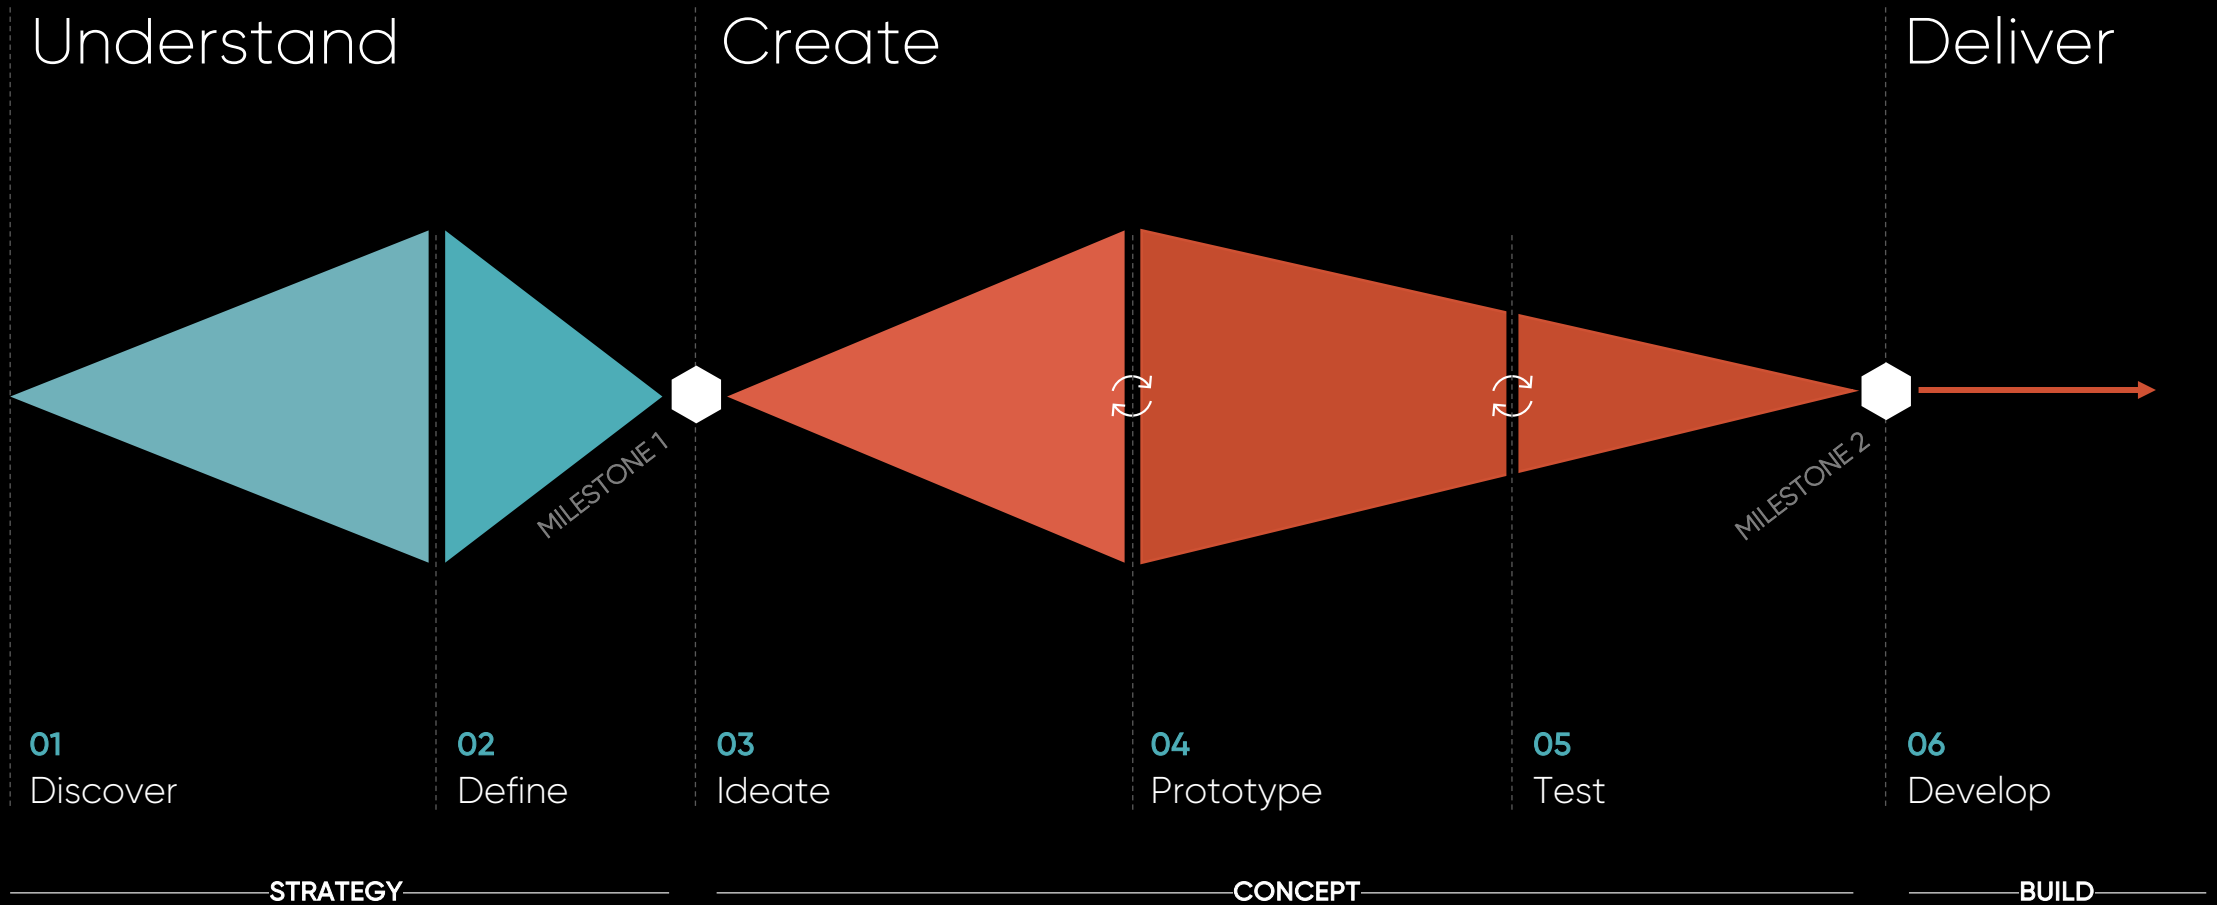 Understand
Create
Deliver
MILESTONE 1
MILESTONE 2
01
Discover
02
Define
03
Ideate
04
Prototype
05
Test
06
Develop
STRATEGY
CONCEPT
BUILD